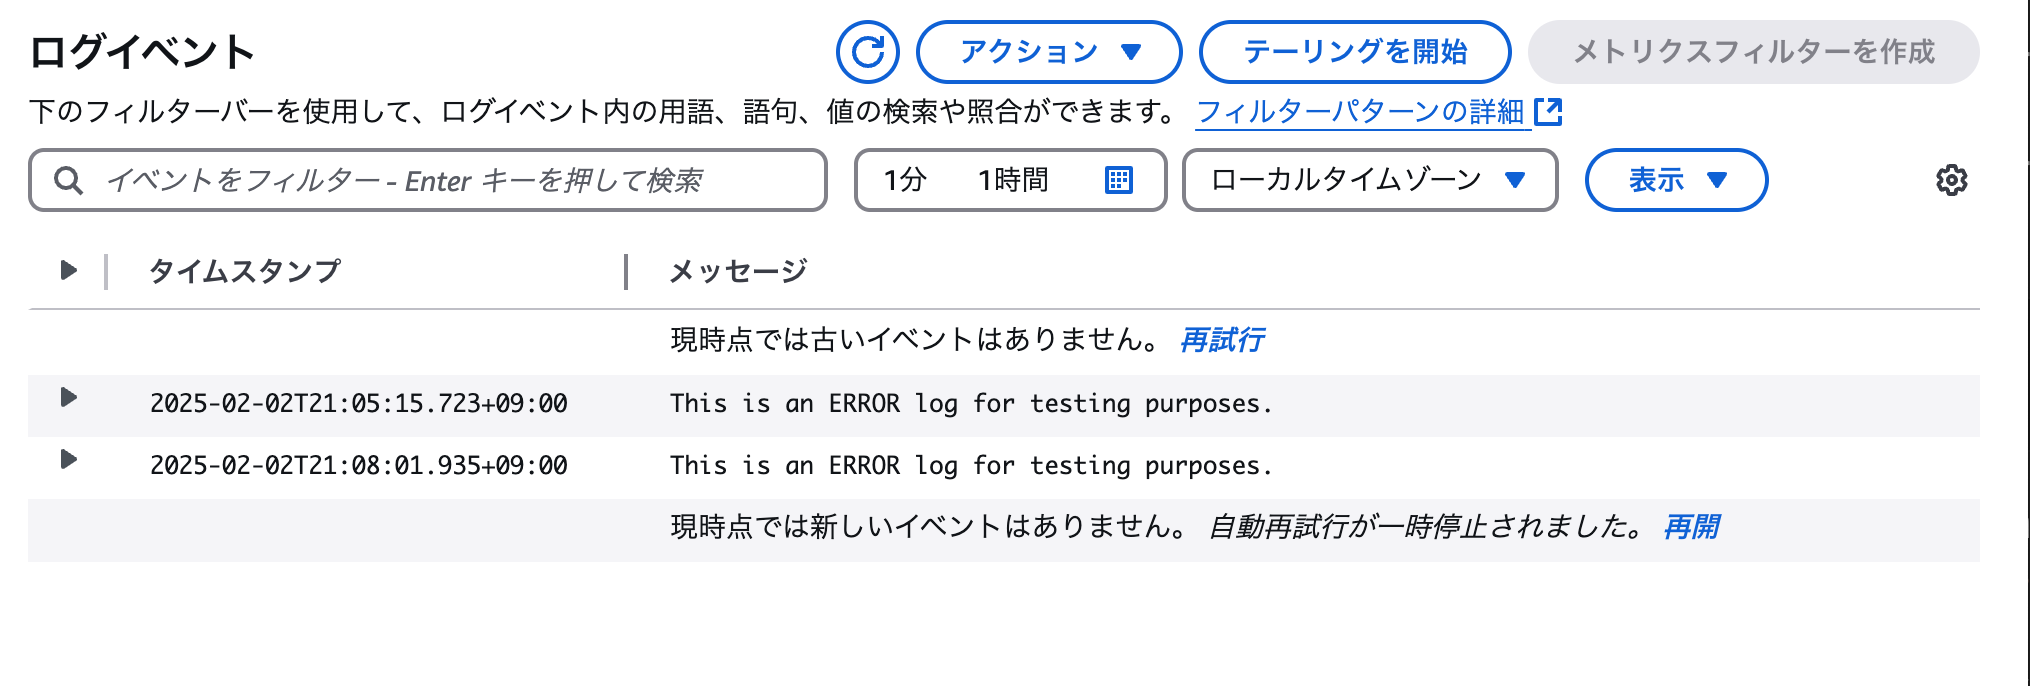 ログイベント
アクション
テーリングを開始
メトリクスフィルターを作成
下のフィルターバーを使用して、ログイベント内の用語、語句、値の検索や照合ができます。 フィルターパターンの詳細
イベントをフィルター - Enter キーを押して検索
1分 1時間
ローカルタイムゾーン
表示
タイムスタンプ メッセージ
現時点では古いイベントはありません。 再試行
2025-02-02T21:05:15.723+09:00 This is an ERROR log for testing purposes.
2025-02-02T21:08:01.935+09:00 This is an ERROR log for testing purposes.
現時点では新しいイベントはありません。 自動再試行が一時停止されました。 再開